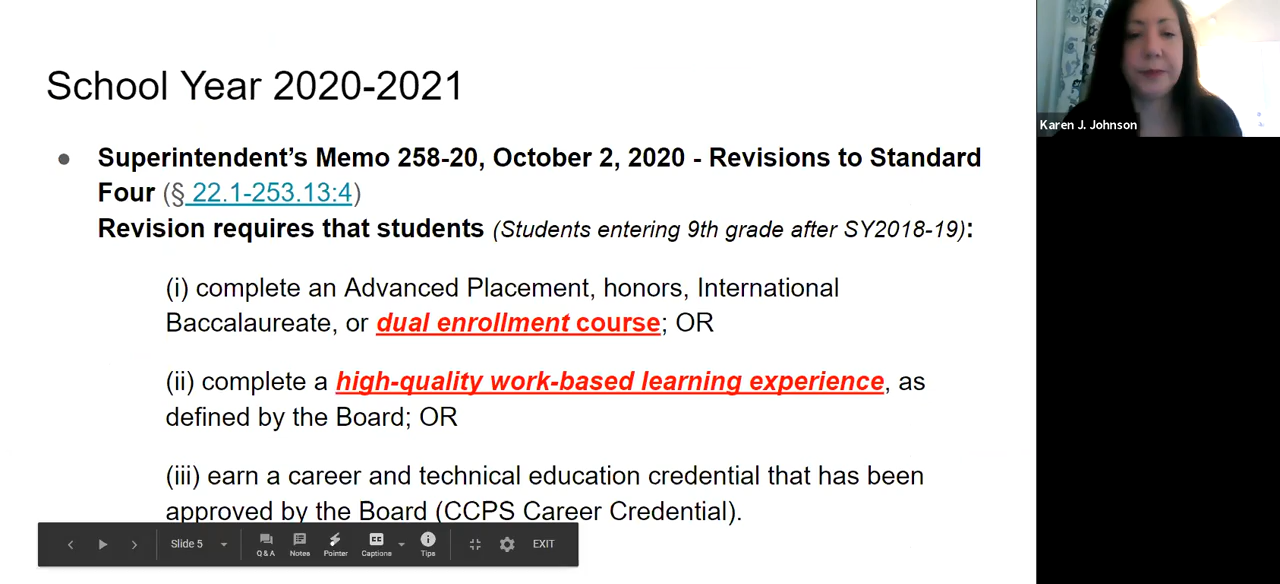 School Year 2020-2021
● Superintendent’s Memo 258-20, October 2, 2020 - Revisions to Standard
Four (§ 22.1-253.13:4)
Revision requires that students (Students entering 9th grade after SY2018-19):
(i) complete an Advanced Placement, honors, International
Baccalaureate, or dual enrollment course; OR
(ii) complete a high-quality work-based learning experience, as
defined by the Board; OR
(iii) earn a career and technical education credential that has been
approved by the Board (CCPS Career Credential).
Slide 5
Q & A
Notes
Pointer
CC
Captions
Tips
EXIT
Karen J. Johnson